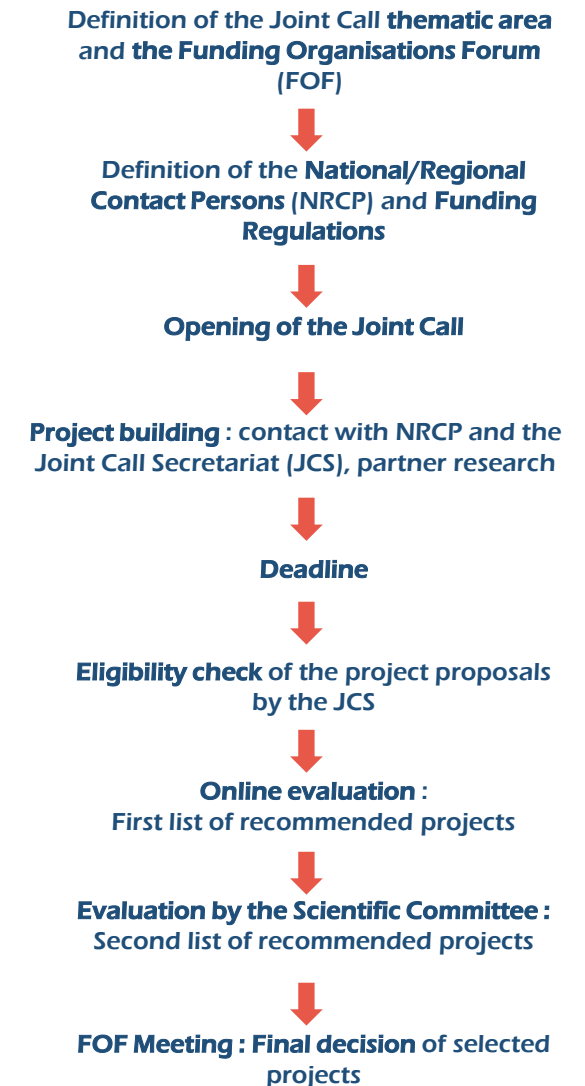 Definition of the Joint Call thematic area
and the Funding Organisations Forum
(FOF)
Definition of the National/Regional
Contact Persons (NRCP) and Funding
Regulations
Opening of the Joint Call
Project building : contact with NRCP and the
Joint Call Secretariat (JCS), partner research
Deadline
Eligibility check of the project proposals
by the JCS
Online evaluation :
First list of recommended projects
Evaluation by the Scientific Committee :
Second list of recommended projects
FOF Meeting : Final decision of selected
projects